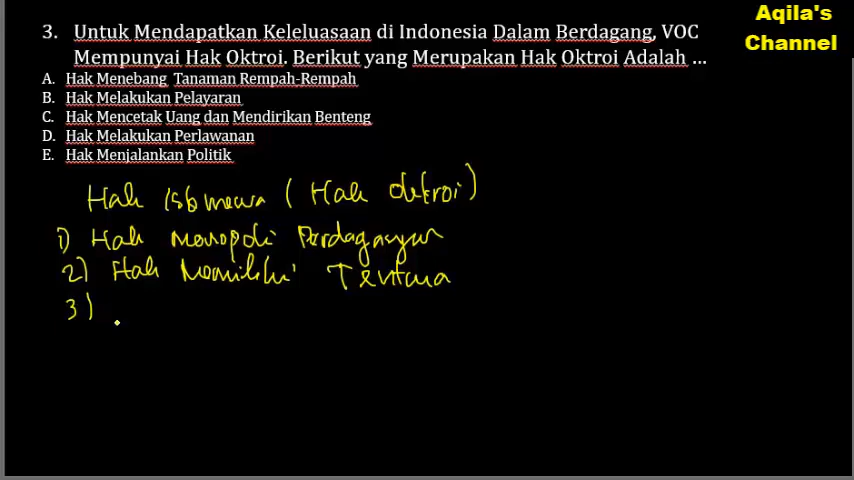 Aqila's
Channel
3. Untuk Mendapatkan Keleluasaan di Indonesia Dalam Berdagang, VOC
Mempunyai Hak Oktroi. Berikut yang Merupakan Hak Oktroi Adalah ...
A. Hak Menebang Tanaman Rempah-Rempah
B. Hak Melakukan Pelayaran
C. Hak Mencetak Uang dan Mendirikan Benteng
D. Hak Melakukan Perlawanan
E. Hak Menjalankan Politik
Hak (Hak oktroi)
1) Hak Monopoli Perdagangan
2) Hak Memiliki Tentara
3)